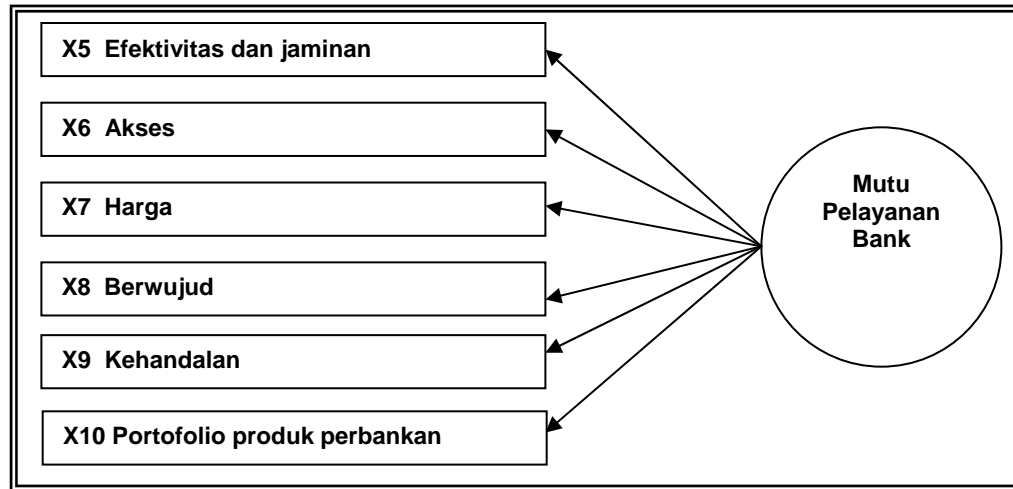 X5 Efektivitas dan jaminan
X6 Akses
X7 Harga
X8 Berwujud
X9 Kehandalan
X10 Portofolio produk perbankan
Mutu
Pelayanan
Bank